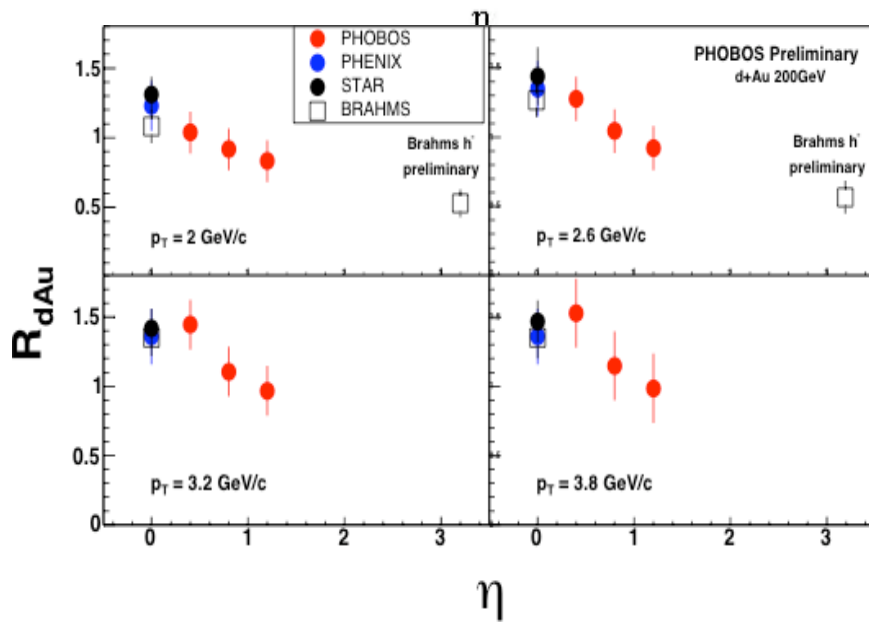 η
PHOBOS
PHENIX
STAR
BRAHMS
PHOBOS Preliminary
d+Au 200GeV
1.5
1
0.5
Brahms h-
preliminary
Brahms h-
preliminary
p_T = 2 GeV/c
p_T = 2.6 GeV/c
R_dAu
1.5
1
0.5
0
p_T = 3.2 GeV/c
p_T = 3.8 GeV/c
0 1 2 3 0 1 2 3
η